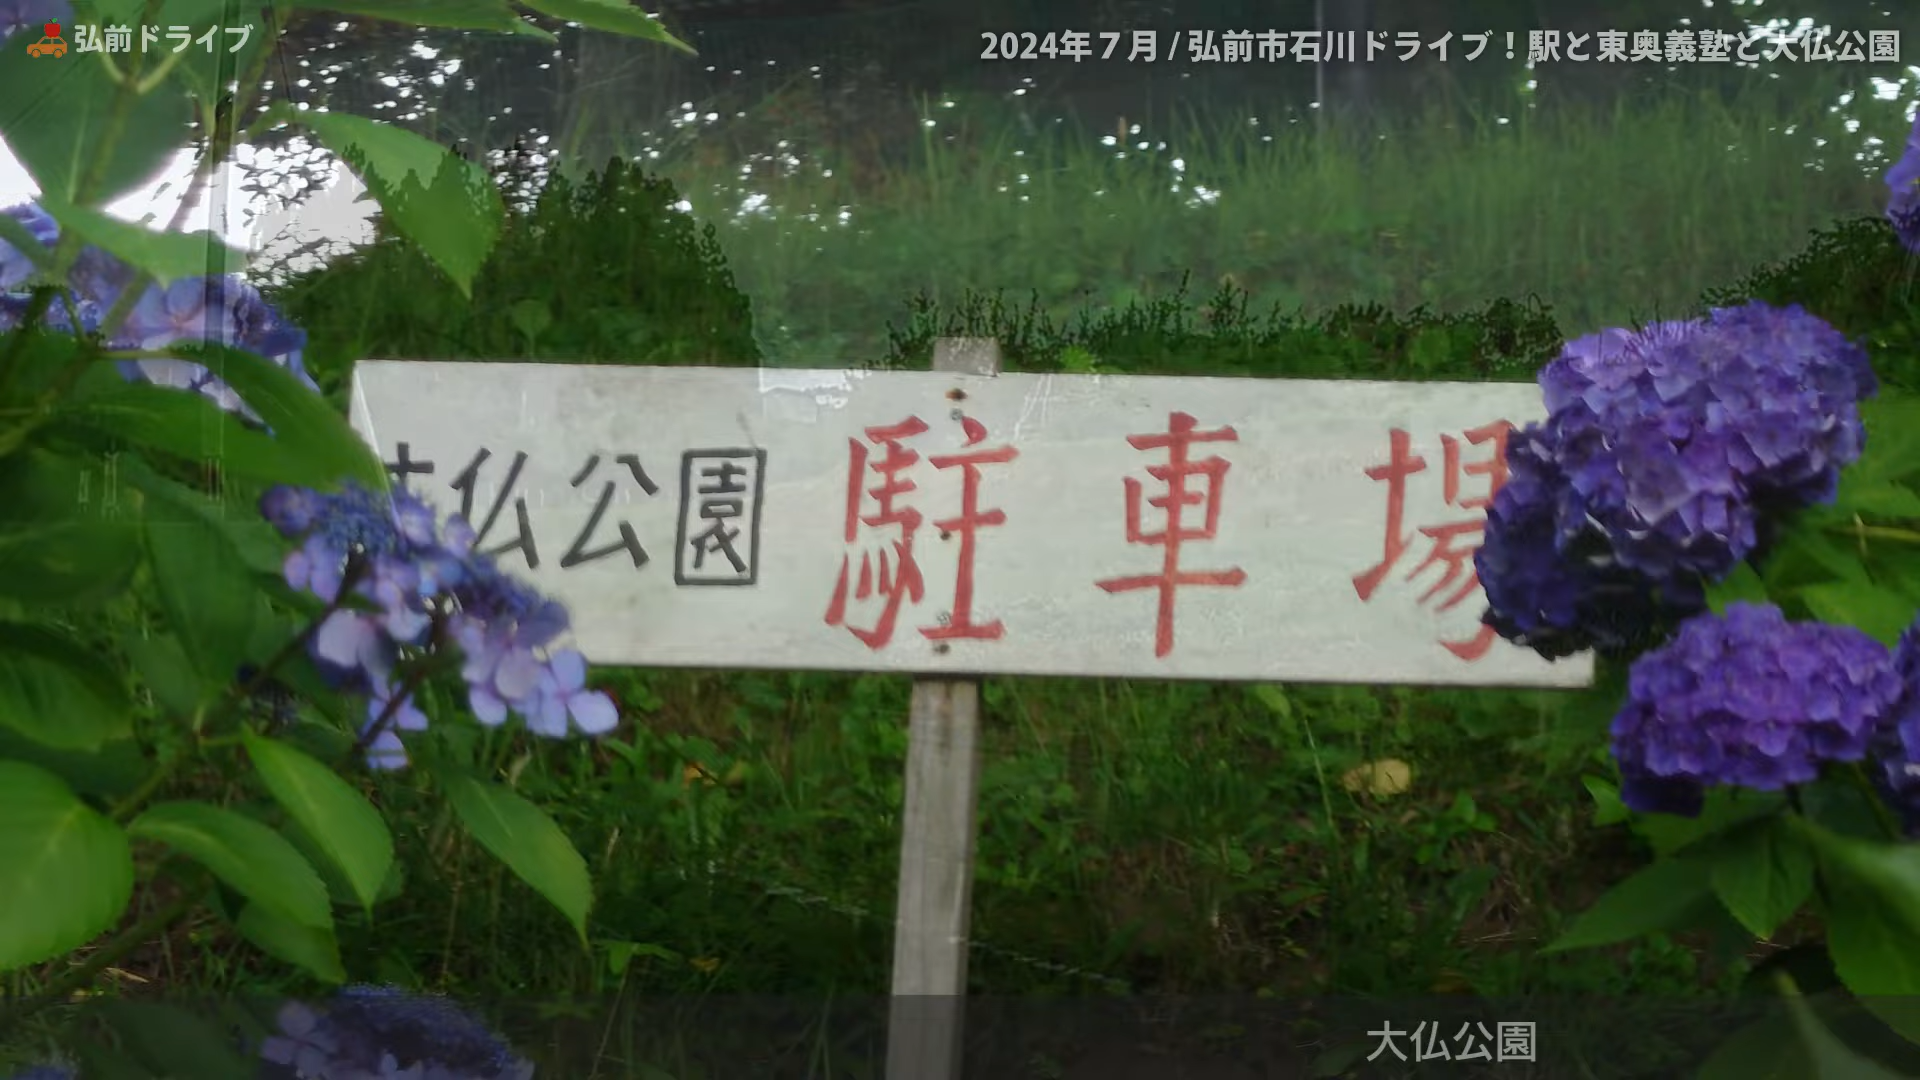 弘前ドライブ
2024年７月 / 弘前市石川ドライブ！駅と東奥義塾と大仏公園
大仏公園 駐車場
大仏公園